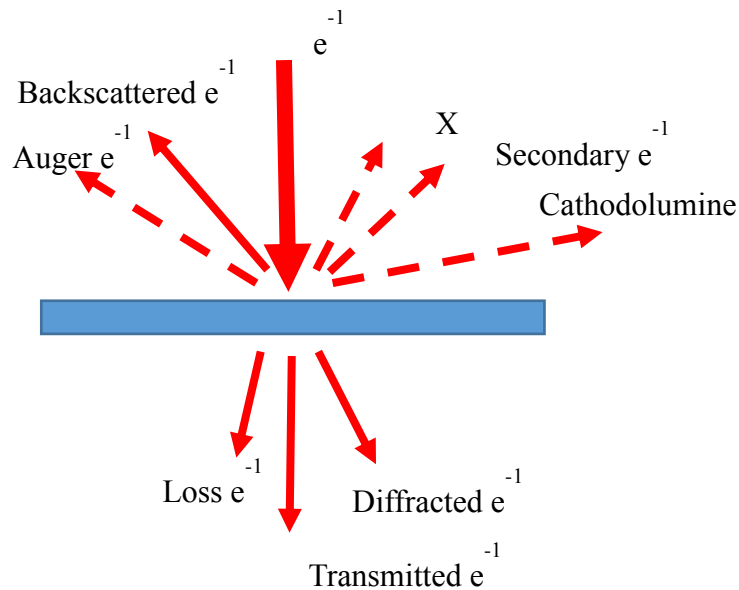 e⁻¹
Backscattered e⁻¹
X
Auger e⁻¹
Secondary e⁻¹
Cathodolumine
Loss e⁻¹
Diffracted e⁻¹
Transmitted e⁻¹